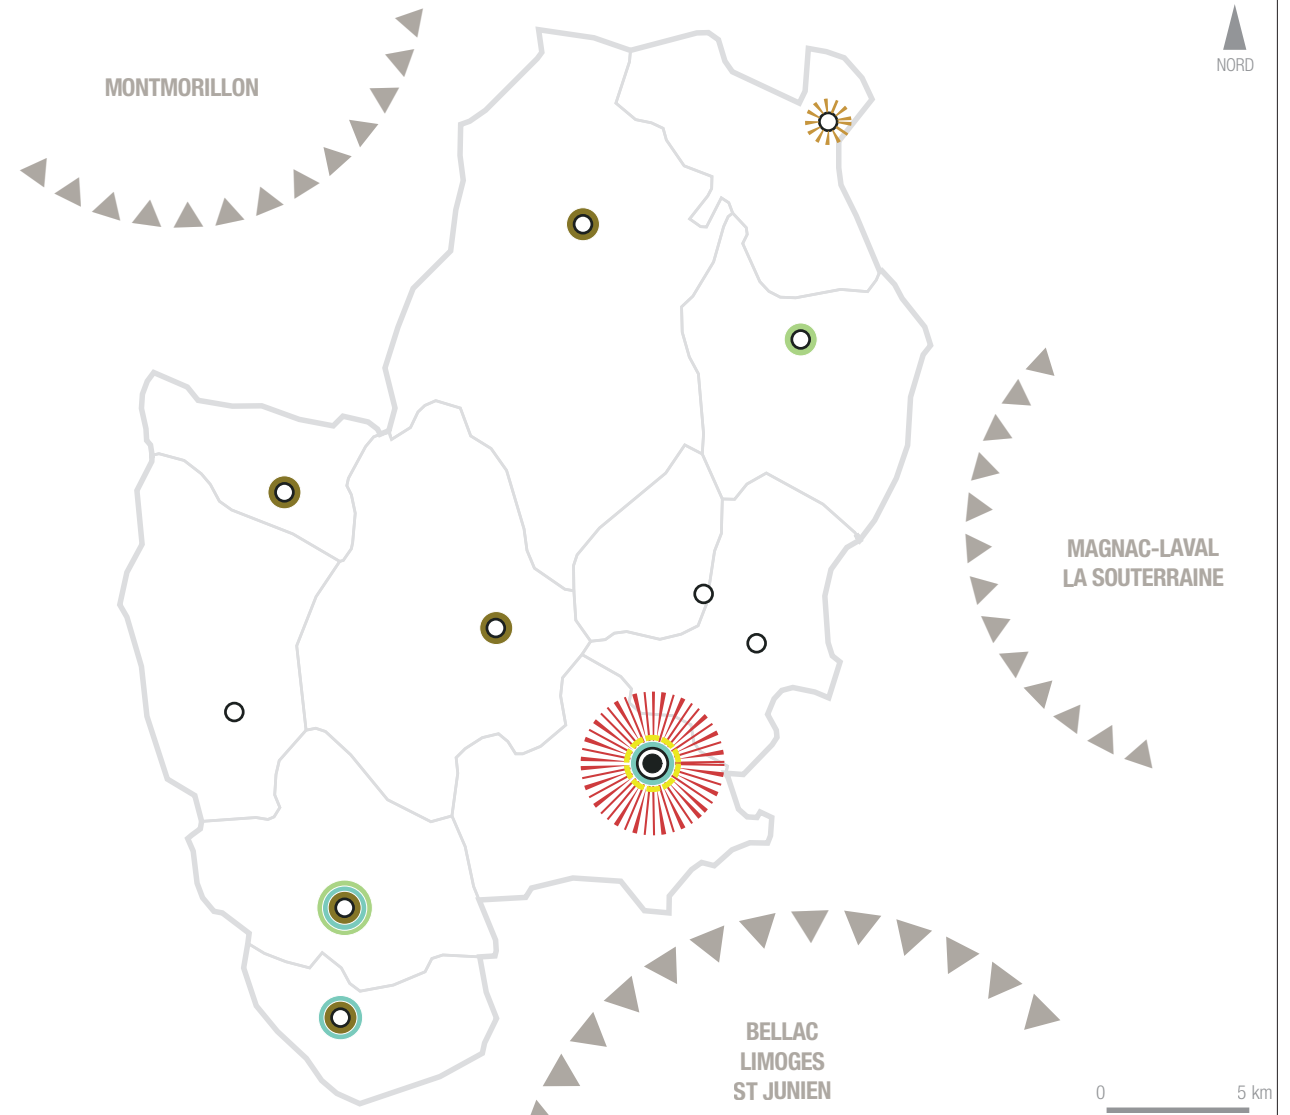 MONTMORILLON
NORD
MAGNAC-LAVAL
LA SOUTERRAINE
BELLAC
LIMOGES
ST JUNIEN
0 5 km